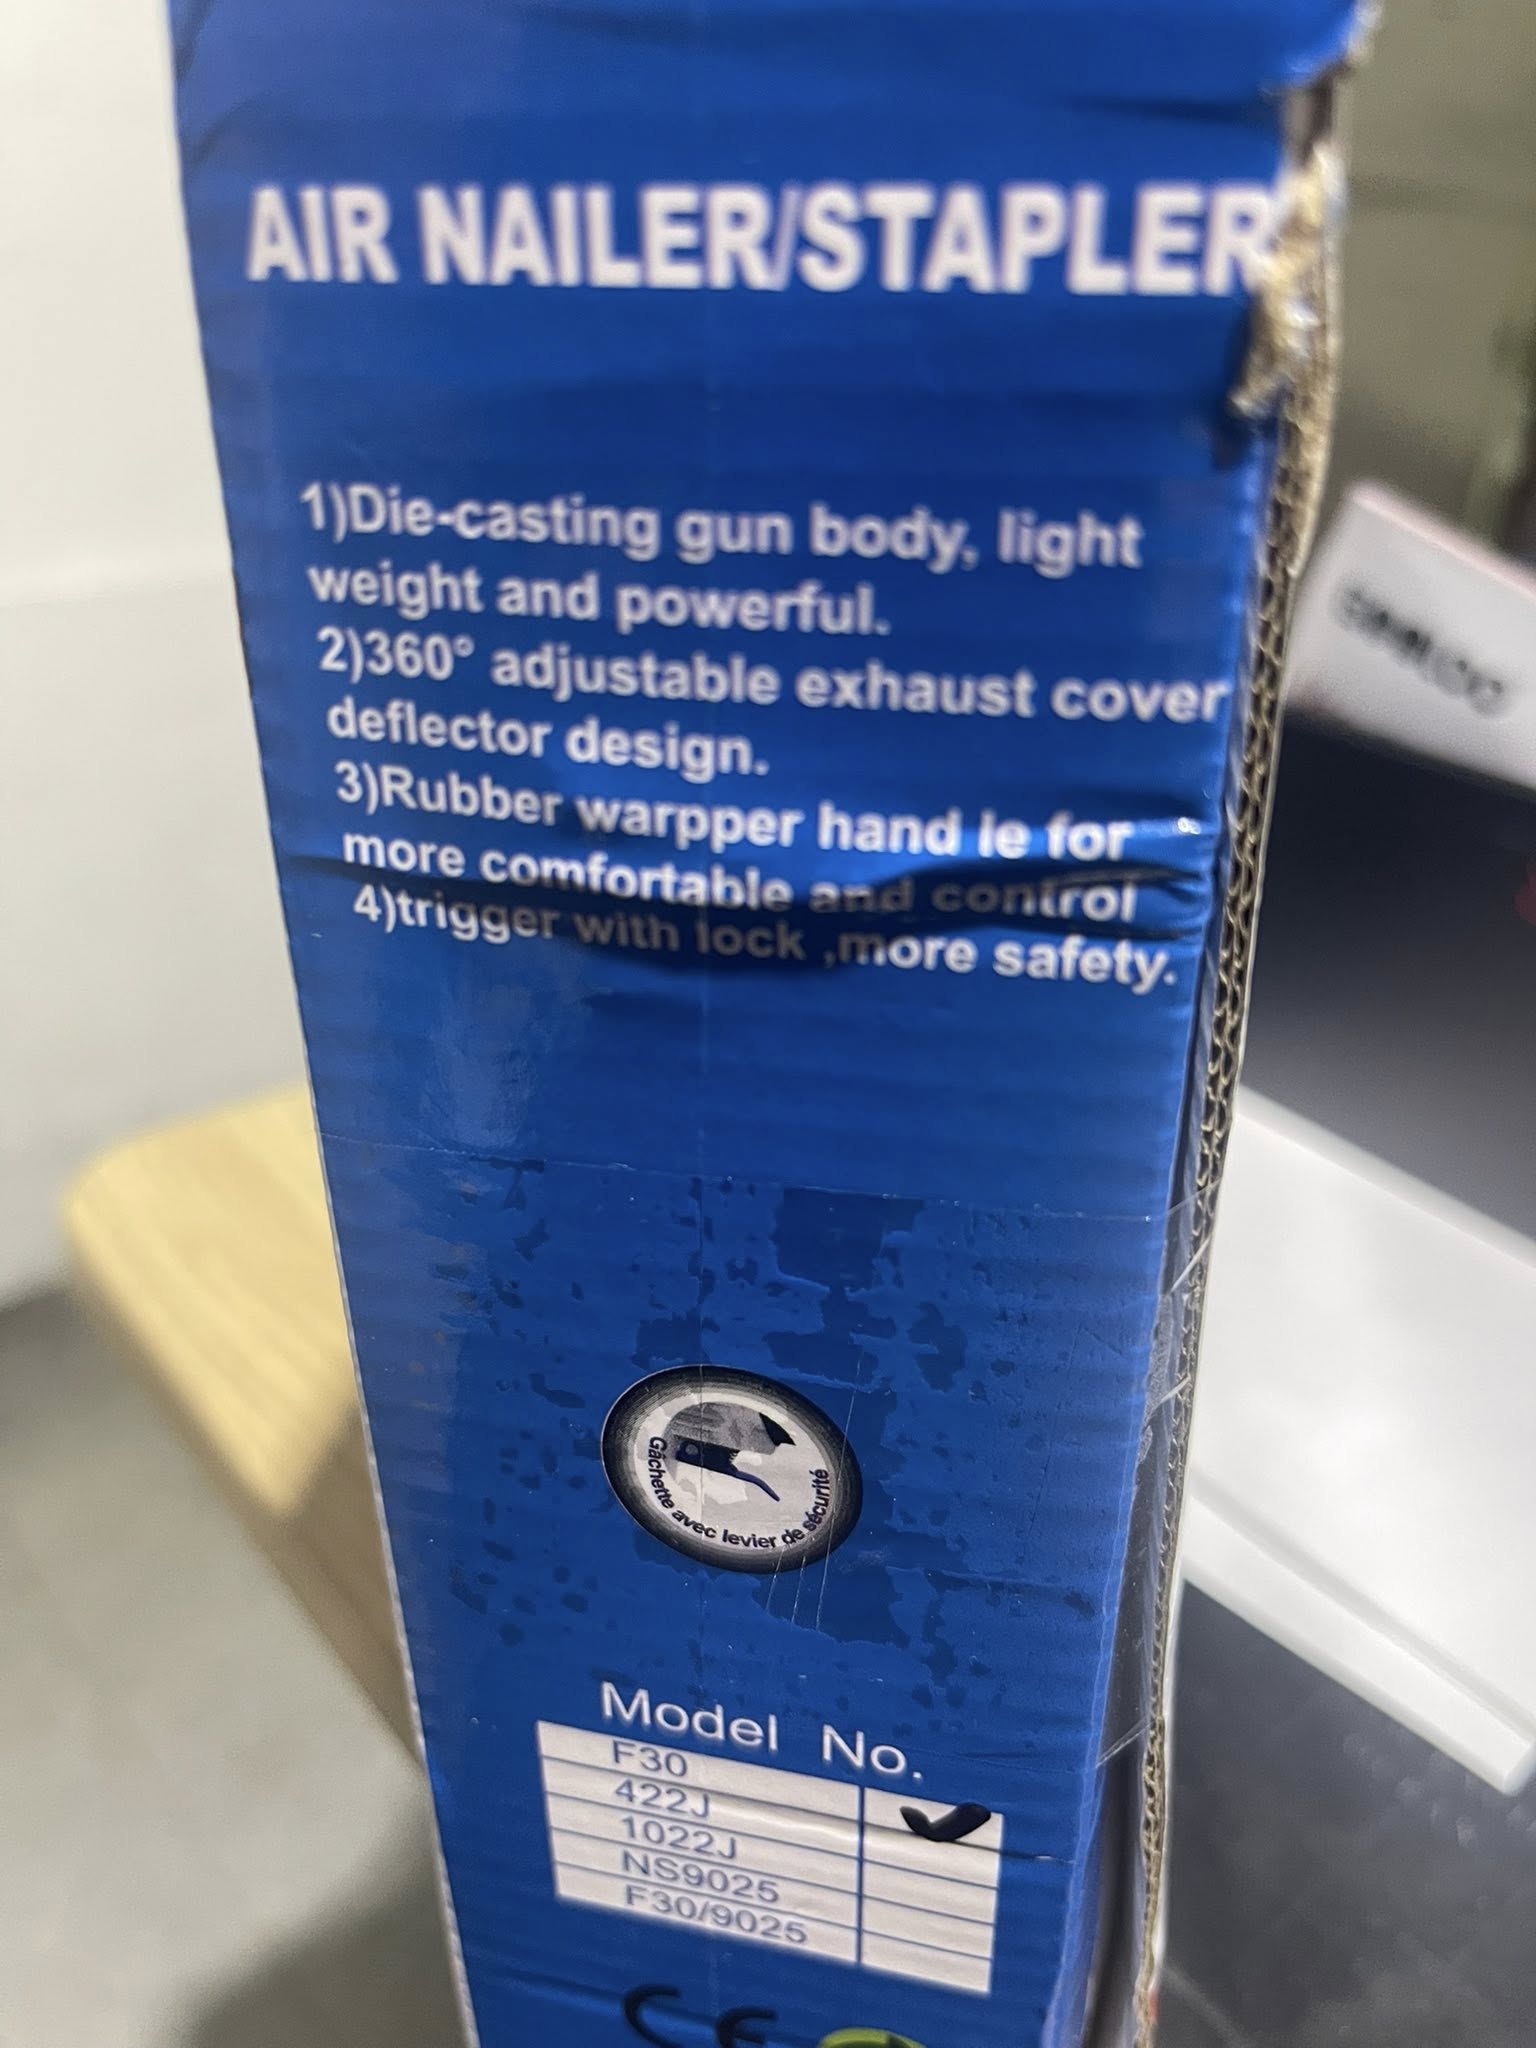 AIR NAILER/STAPLER
1)Die-casting gun body, light
weight and powerful.
2)360° adjustable exhaust cover
deflector design.
3)Rubber warpper hand le for
more comfortable and control
4)trigger with lock ,more safety.
Gâchette avec levier de sécurité
Model No.
F30
422J
1022J
NS9025
F30/9025
CE